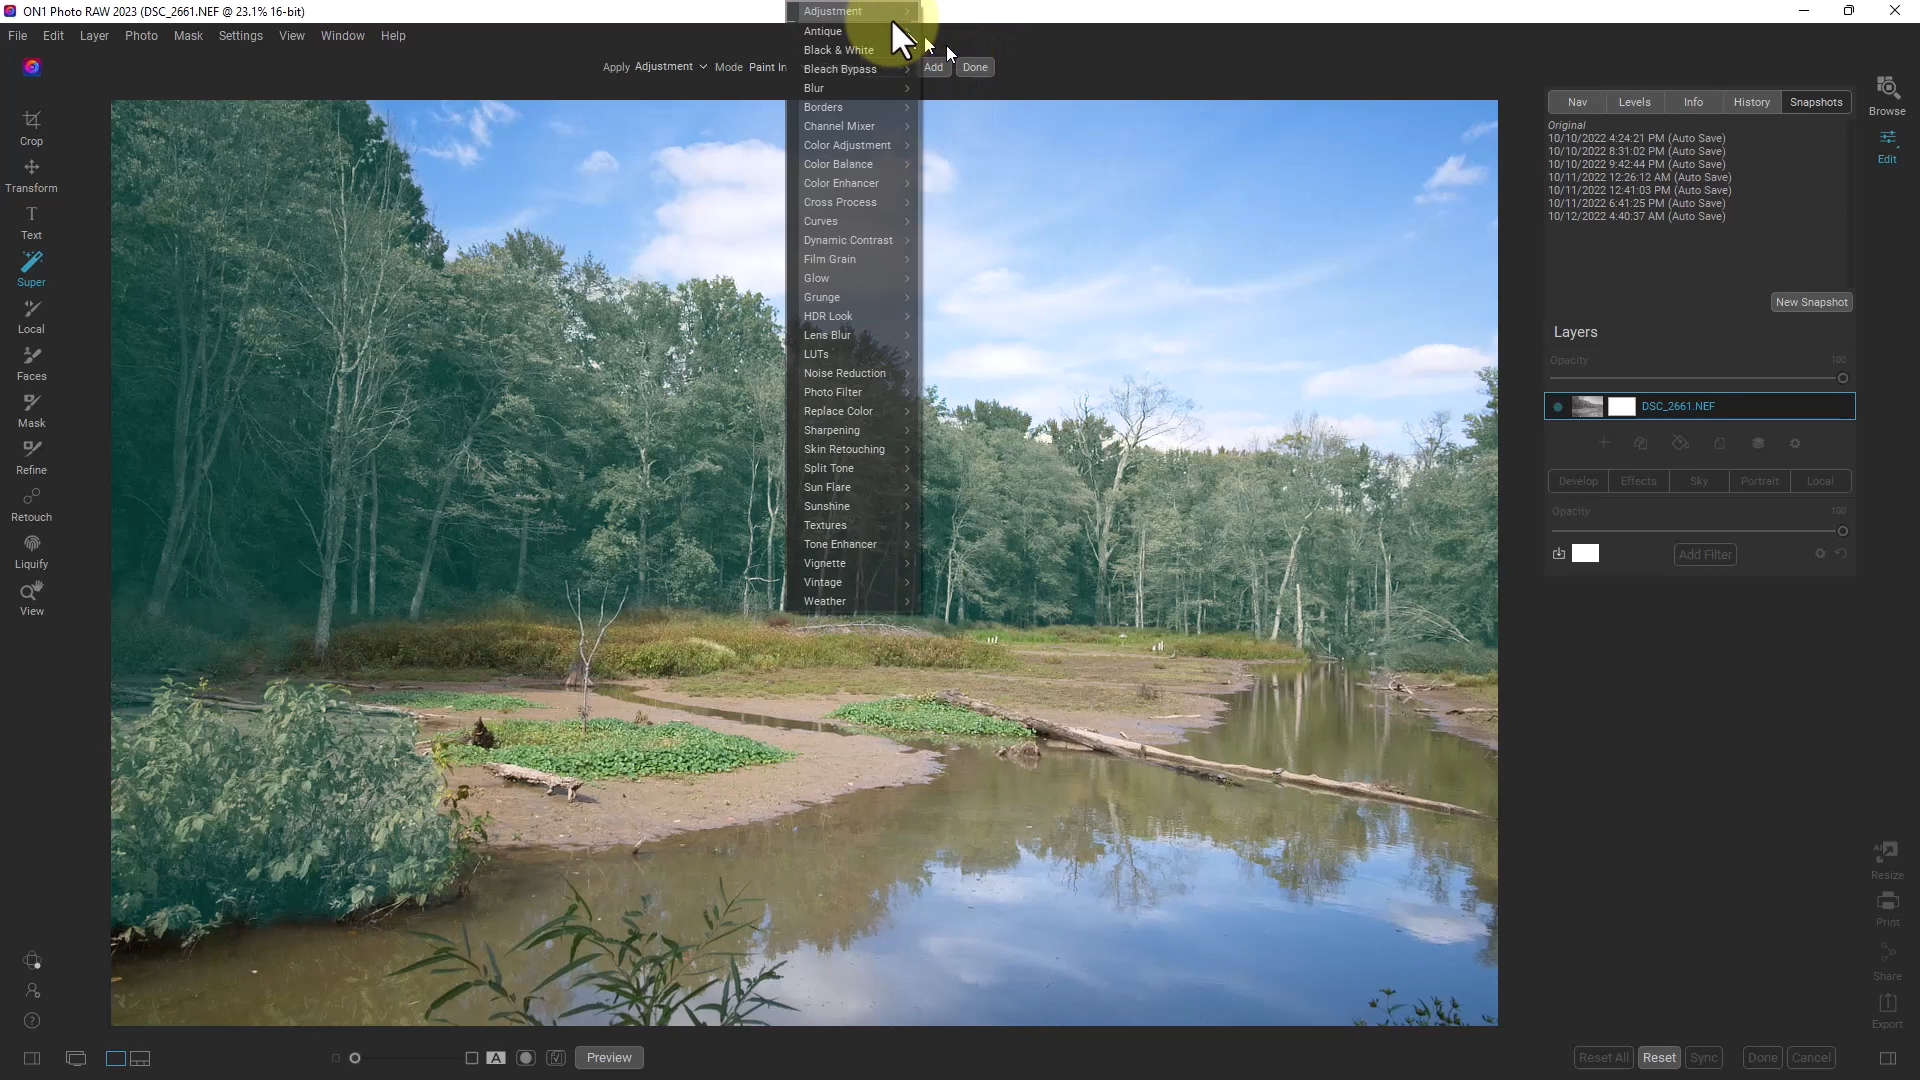 ON1 Photo RAW 2023 (DSC_2661.NEF @ 23.1% 16-bit)
File Edit Layer Photo Mask Settings View Window Help
Apply Adjustment Mode Paint In Add Done
Adjustment
Antique
Black & White
Bleach Bypass
Blur
Borders
Channel Mixer
Color Adjustment
Color Balance
Color Enhancer
Cross Process
Curves
Dynamic Contrast
Film Grain
Glow
Grunge
HDR Look
Lens Blur
LUTs
Noise Reduction
Photo Filter
Replace Color
Sharpening
Skin Retouching
Split Tone
Sun Flare
Sunshine
Textures
Tone Enhancer
Vignette
Vintage
Weather
Crop
Transform
Text
Super
Local
Faces
Mask
Refine
Retouch
Liquify
View
Nav Levels Info History Snapshots
Original
10/10/2022 4:24:21 PM (Auto Save)
10/10/2022 8:31:02 PM (Auto Save)
10/10/2022 9:42:44 PM (Auto Save)
10/11/2022 12:26:12 AM (Auto Save)
10/11/2022 12:41:03 PM (Auto Save)
10/11/2022 6:41:25 PM (Auto Save)
10/12/2022 4:40:37 AM (Auto Save)
New Snapshot
Layers
Opacity 100
DSC_2661.NEF
Develop Effects Sky Portrait Local
Opacity 100
Add Filter
Browse
Edit
AI
Resize
Print
Share
Export
A Preview
Reset All Reset Sync Done Cancel